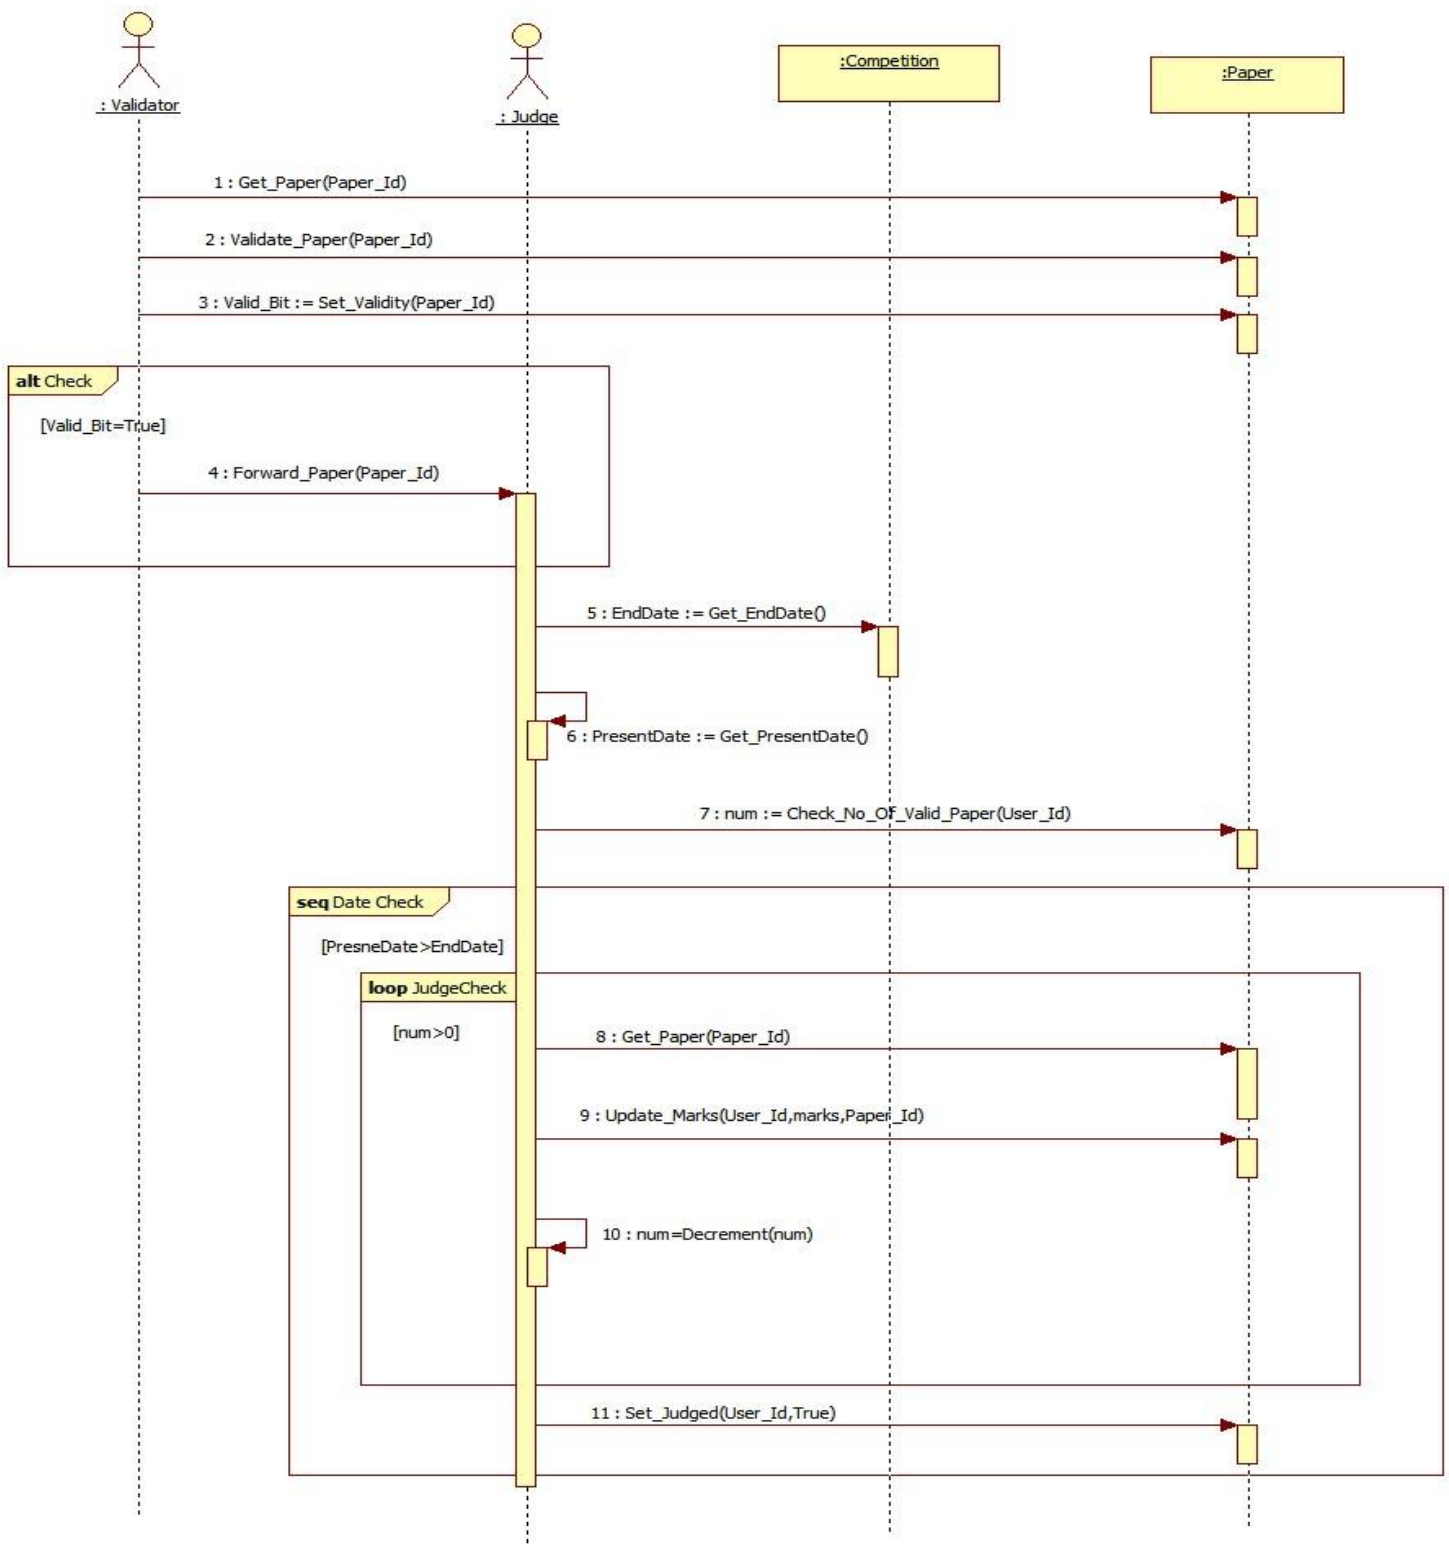 : Validator
: Judge
:Competition
:Paper
1 : Get_Paper(Paper_Id)
2 : Validate_Paper(Paper_Id)
3 : Valid_Bit := Set_Validity(Paper_Id)
alt Check
[Valid_Bit=True]
4 : Forward_Paper(Paper_Id)
5 : EndDate := Get_EndDate()
6 : PresentDate := Get_PresentDate()
7 : num := Check_No_Of_Valid_Paper(User_Id)
seq Date Check
[PresneDate>EndDate]
loop JudgeCheck
[num>0]
8 : Get_Paper(Paper_Id)
9 : Update_Marks(User_Id,marks,Paper_Id)
10 : num=Decrement(num)
11 : Set_Judged(User_Id,True)